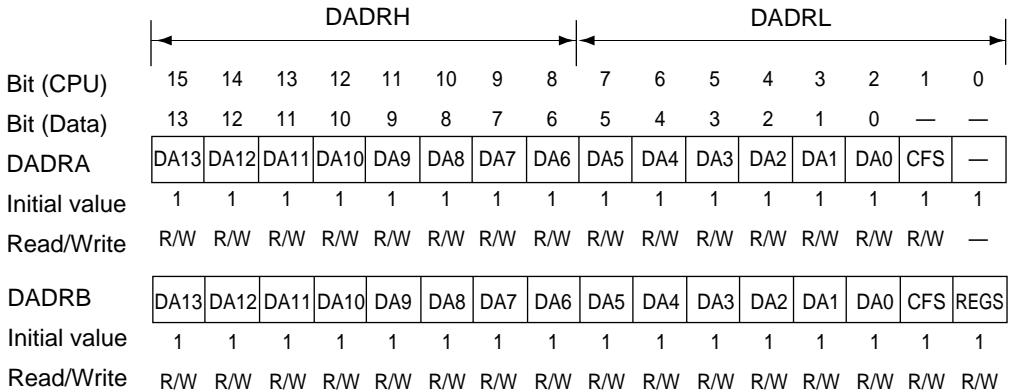 DADRH DADRL
Bit (CPU) 15 14 13 12 11 10 9 8 7 6 5 4 3 2 1 0
Bit (Data) 13 12 11 10 9 8 7 6 5 4 3 2 1 0 — —
DADRA DA13 DA12 DA11 DA10 DA9 DA8 DA7 DA6 DA5 DA4 DA3 DA2 DA1 DA0 CFS —
Initial value 1 1 1 1 1 1 1 1 1 1 1 1 1 1 1 1
Read/Write R/W R/W R/W R/W R/W R/W R/W R/W R/W R/W R/W R/W R/W R/W R/W —
DADRB DA13 DA12 DA11 DA10 DA9 DA8 DA7 DA6 DA5 DA4 DA3 DA2 DA1 DA0 CFS REGS
Initial value 1 1 1 1 1 1 1 1 1 1 1 1 1 1 1 1
Read/Write R/W R/W R/W R/W R/W R/W R/W R/W R/W R/W R/W R/W R/W R/W R/W R/W